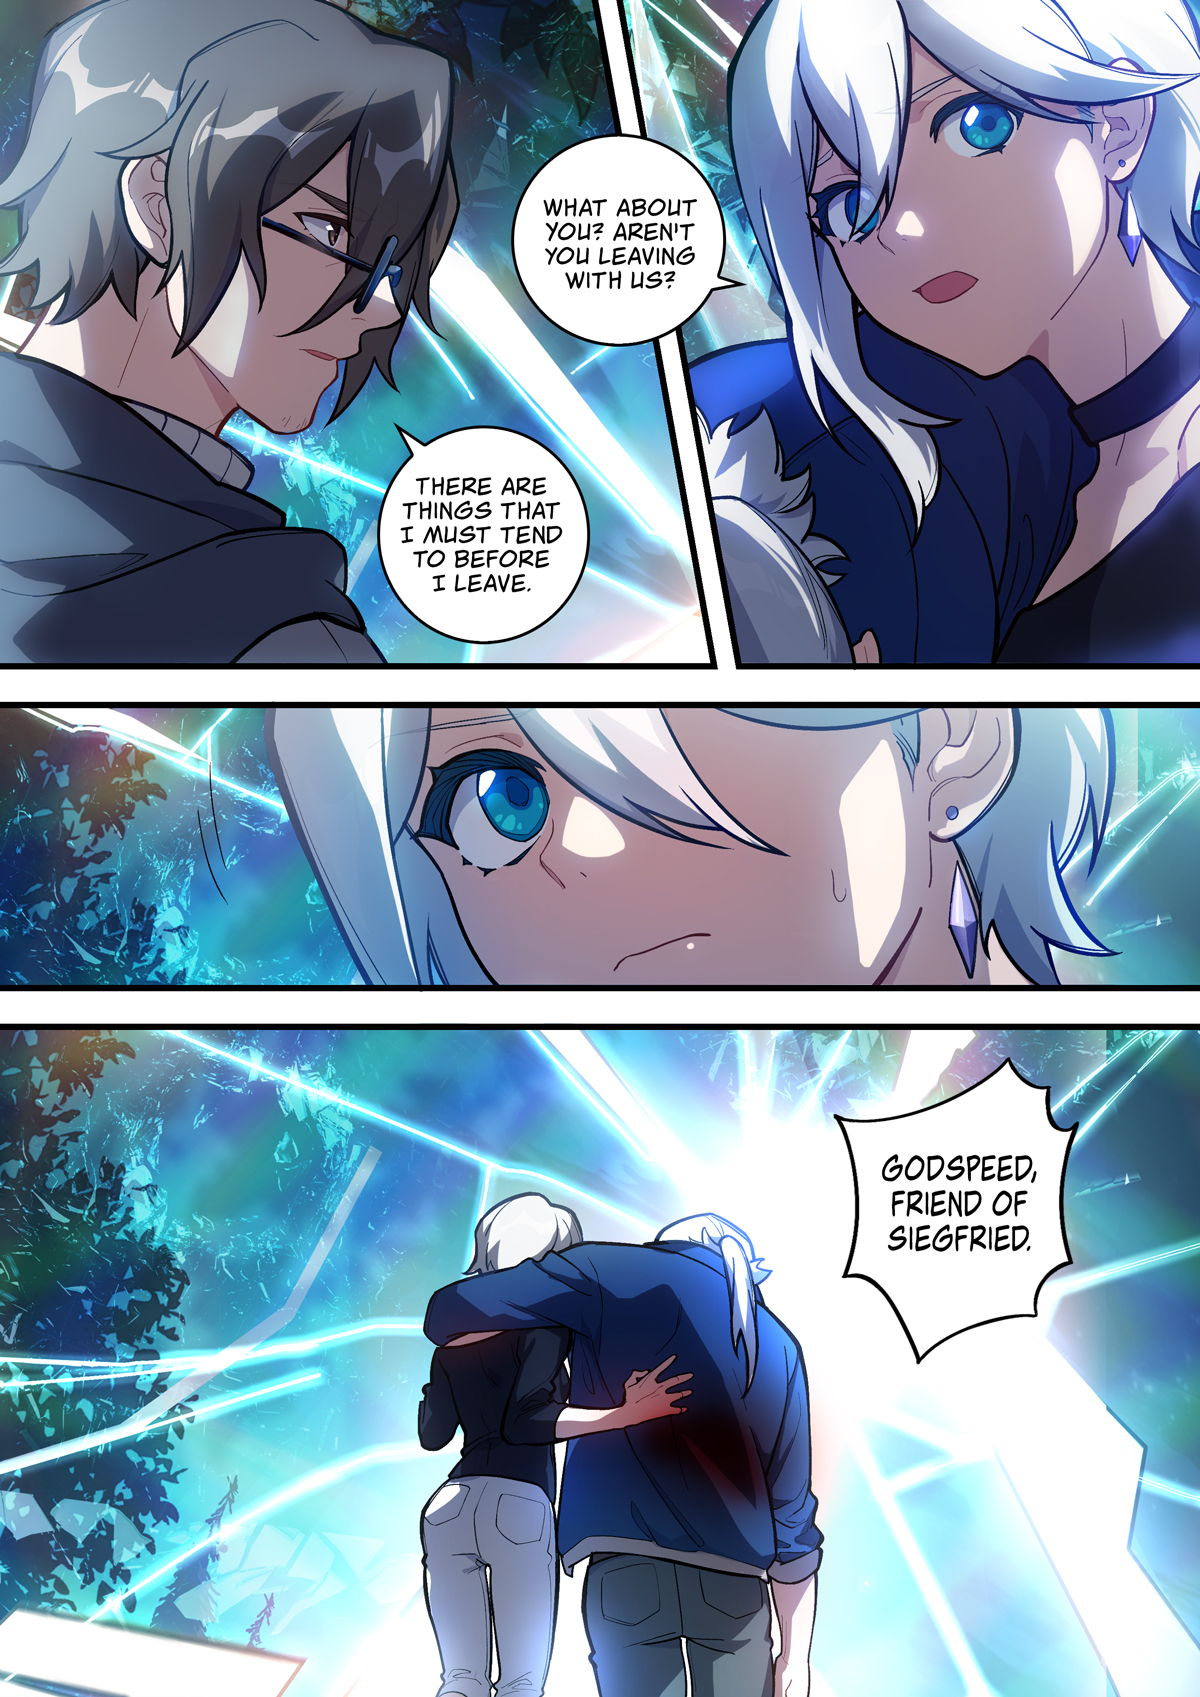 WHAT ABOUT
YOU? AREN'T
YOU LEAVING
WITH US?
THERE ARE
THINGS THAT
I MUST TEND
TO BEFORE
I LEAVE.
GODSPEED,
FRIEND OF
SIEGFRIED.